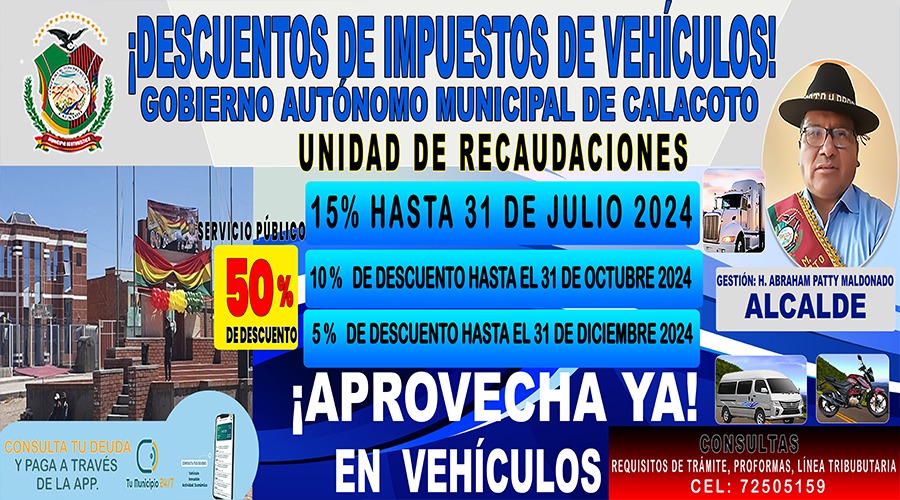 ¡DESCUENTOS DE IMPUESTOS DE VEHÍCULOS!
GOBIERNO AUTÓNOMO MUNICIPAL DE CALACOTO
UNIDAD DE RECAUDACIONES
15% HASTA 31 DE JULIO 2024
SERVICIO PÚBLICO
50%
DE DESCUENTO
10% DE DESCUENTO HASTA EL 31 DE OCTUBRE 2024
5% DE DESCUENTO HASTA EL 31 DE DICIEMBRE 2024
GESTIÓN: H. ABRAHAM PATTY MALDONADO
ALCALDE
¡APROVECHA YA!
EN VEHÍCULOS
CONSULTA TU DEUDA
Y PAGA A TRAVÉS
DE LA APP.
Tu Municipio 24/7
CONSULTAS
REQUISITOS DE TRÁMITE, PROFORMAS, LÍNEA TRIBUBUTARIA
CEL: 72505159